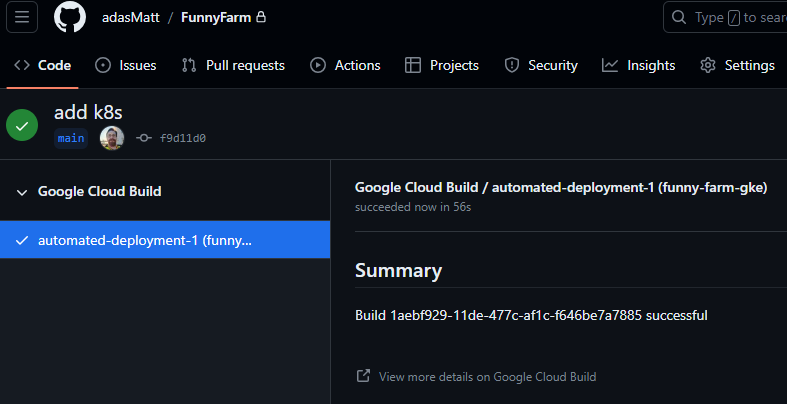 adasMatt / FunnyFarm
Type / to sear
Code Issues Pull requests Actions Projects Security Insights Settings
add k8s
main f9d11d0
Google Cloud Build
automated-deployment-1 (funny...
Google Cloud Build / automated-deployment-1 (funny-farm-gke)
succeeded now in 56s
Summary
Build 1aebf929-11de-477c-af1c-f646be7a7885 successful
View more details on Google Cloud Build